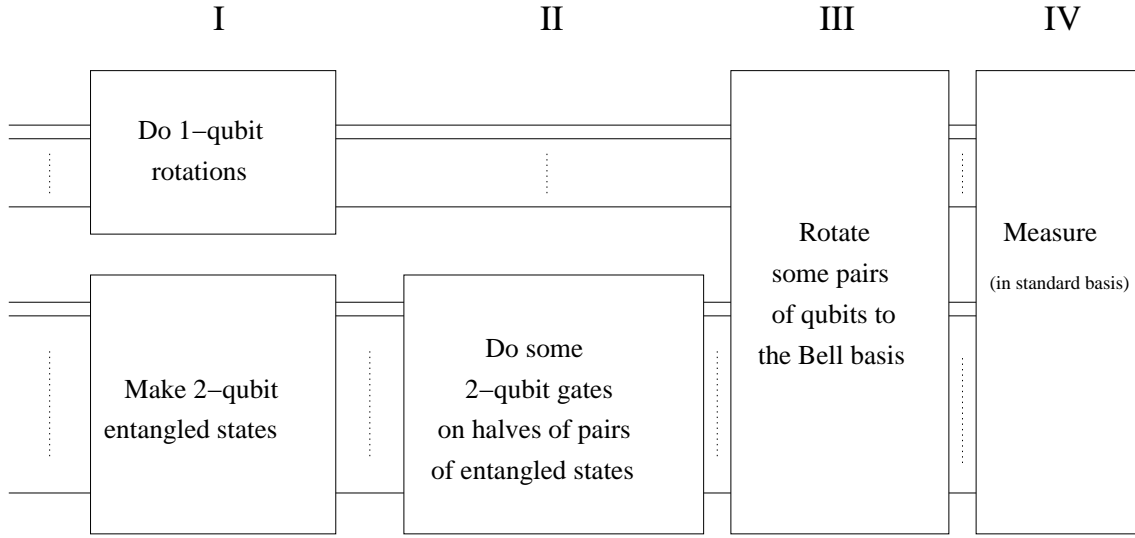 I II III IV
Do 1−qubit
rotations
Make 2−qubit
entangled states
Do some
2−qubit gates
on halves of pairs
of entangled states
Rotate
some pairs
of qubits to
the Bell basis
Measure
(in standard basis)